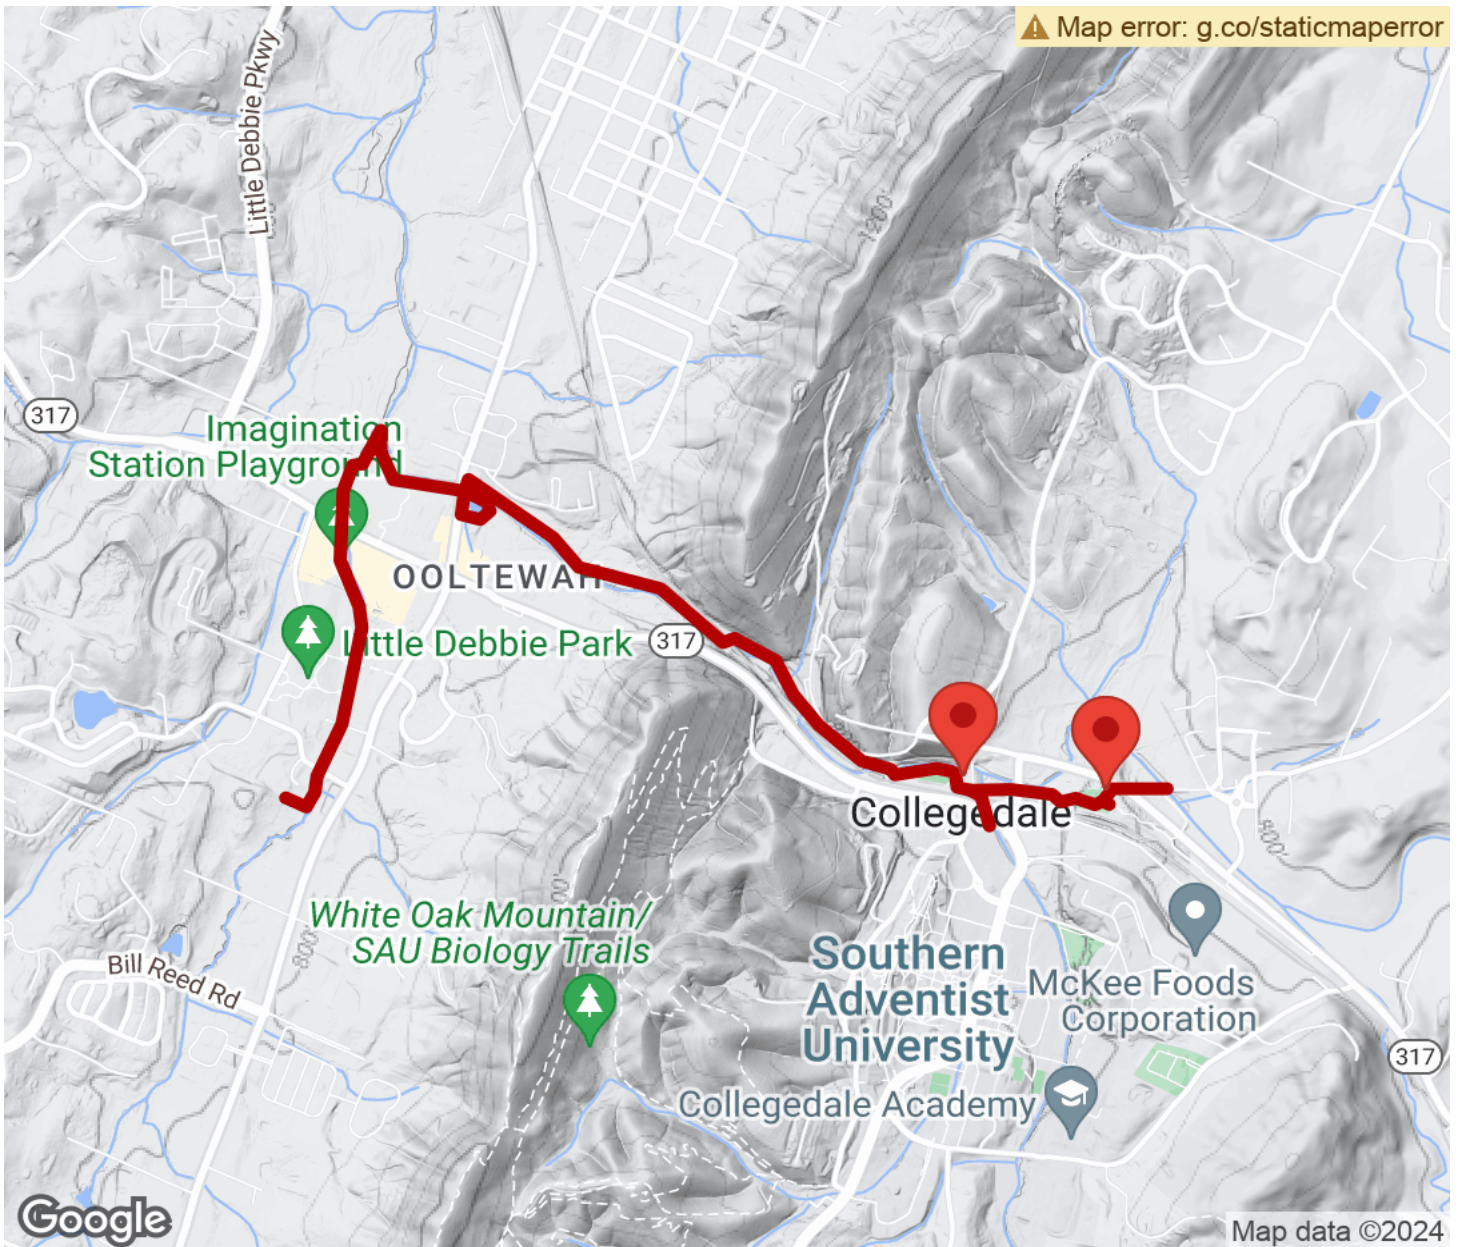 Map error: g.co/staticmaperror
Little Debbie Pkwy
1200'
317
Imagination
Station Playground
OOLTEWAH
Little Debbie Park
317
Collegedale
800'
White Oak Mountain/
SAU Biology Trails
800'
Bill Reed Rd
Southern
Adventist
University
McKee Foods
Corporation
317
Collegedale Academy
Google
Map data ©2024